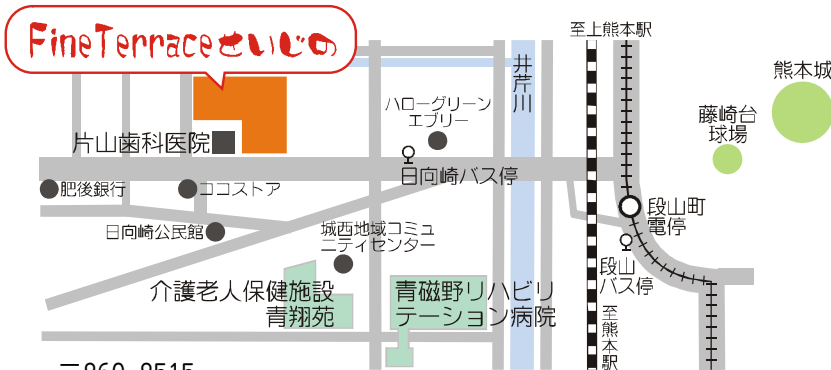 FineTerraceせいじの
至上熊本駅
井芹川
熊本城
ハローグリーン
エブリー
藤崎台
球場
片山歯科医院
日向崎バス停
肥後銀行
ココストア
段山町
電停
日向崎公民館
城西地域コミュ
ニティセンター
段山
バス停
介護老人保健施設
青翔苑
青磁野リハビリ
テーション病院
至熊本駅
〒860-8515